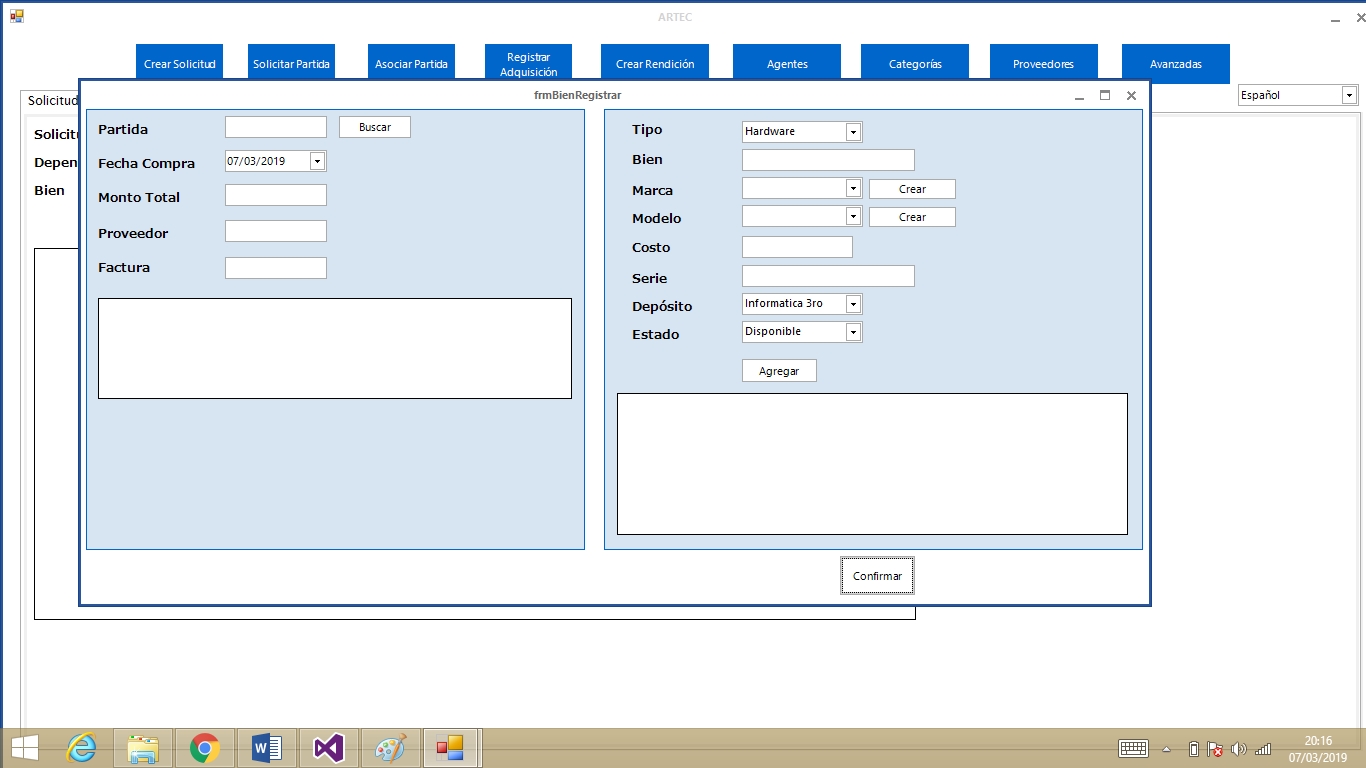 ARTEC
Crear Solicitud
Solicitar Partida
Asociar Partida
Registrar
Adquisición
Crear Rendición
Agentes
Categorías
Proveedores
Avanzadas
Español
Solicitud
Solicitu
Depen
Bien
frmBienRegistrar
Partida
Buscar
Fecha Compra 07/03/2019
Monto Total
Proveedor
Factura
Tipo Hardware
Bien
Marca Crear
Modelo Crear
Costo
Serie
Depósito Informatica 3ro
Estado Disponible
Agregar
Confirmar
20:16
07/03/2019